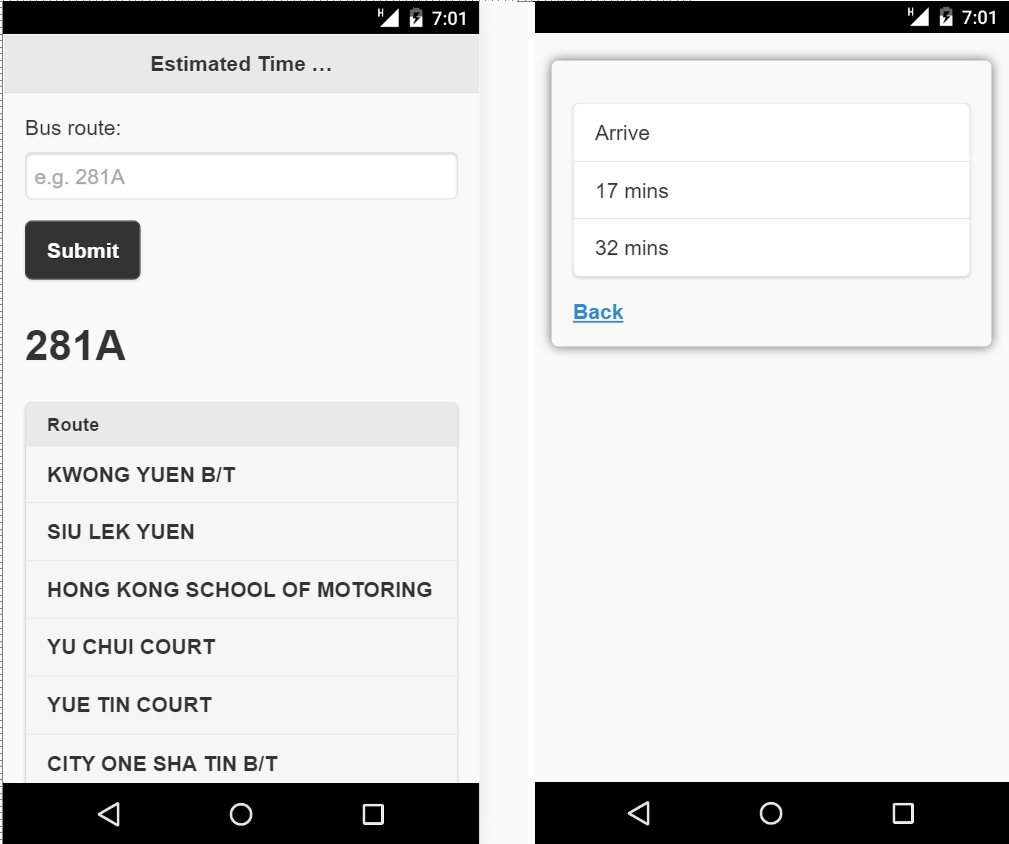 H 7:01
Estimated Time ...
Bus route:
e.g. 281A
Submit
281A
Route
KWONG YUEN B/T
SIU LEK YUEN
HONG KONG SCHOOL OF MOTORING
YU CHUI COURT
YUE TIN COURT
CITY ONE SHA TIN B/T
H 7:01
Arrive
17 mins
32 mins
Back